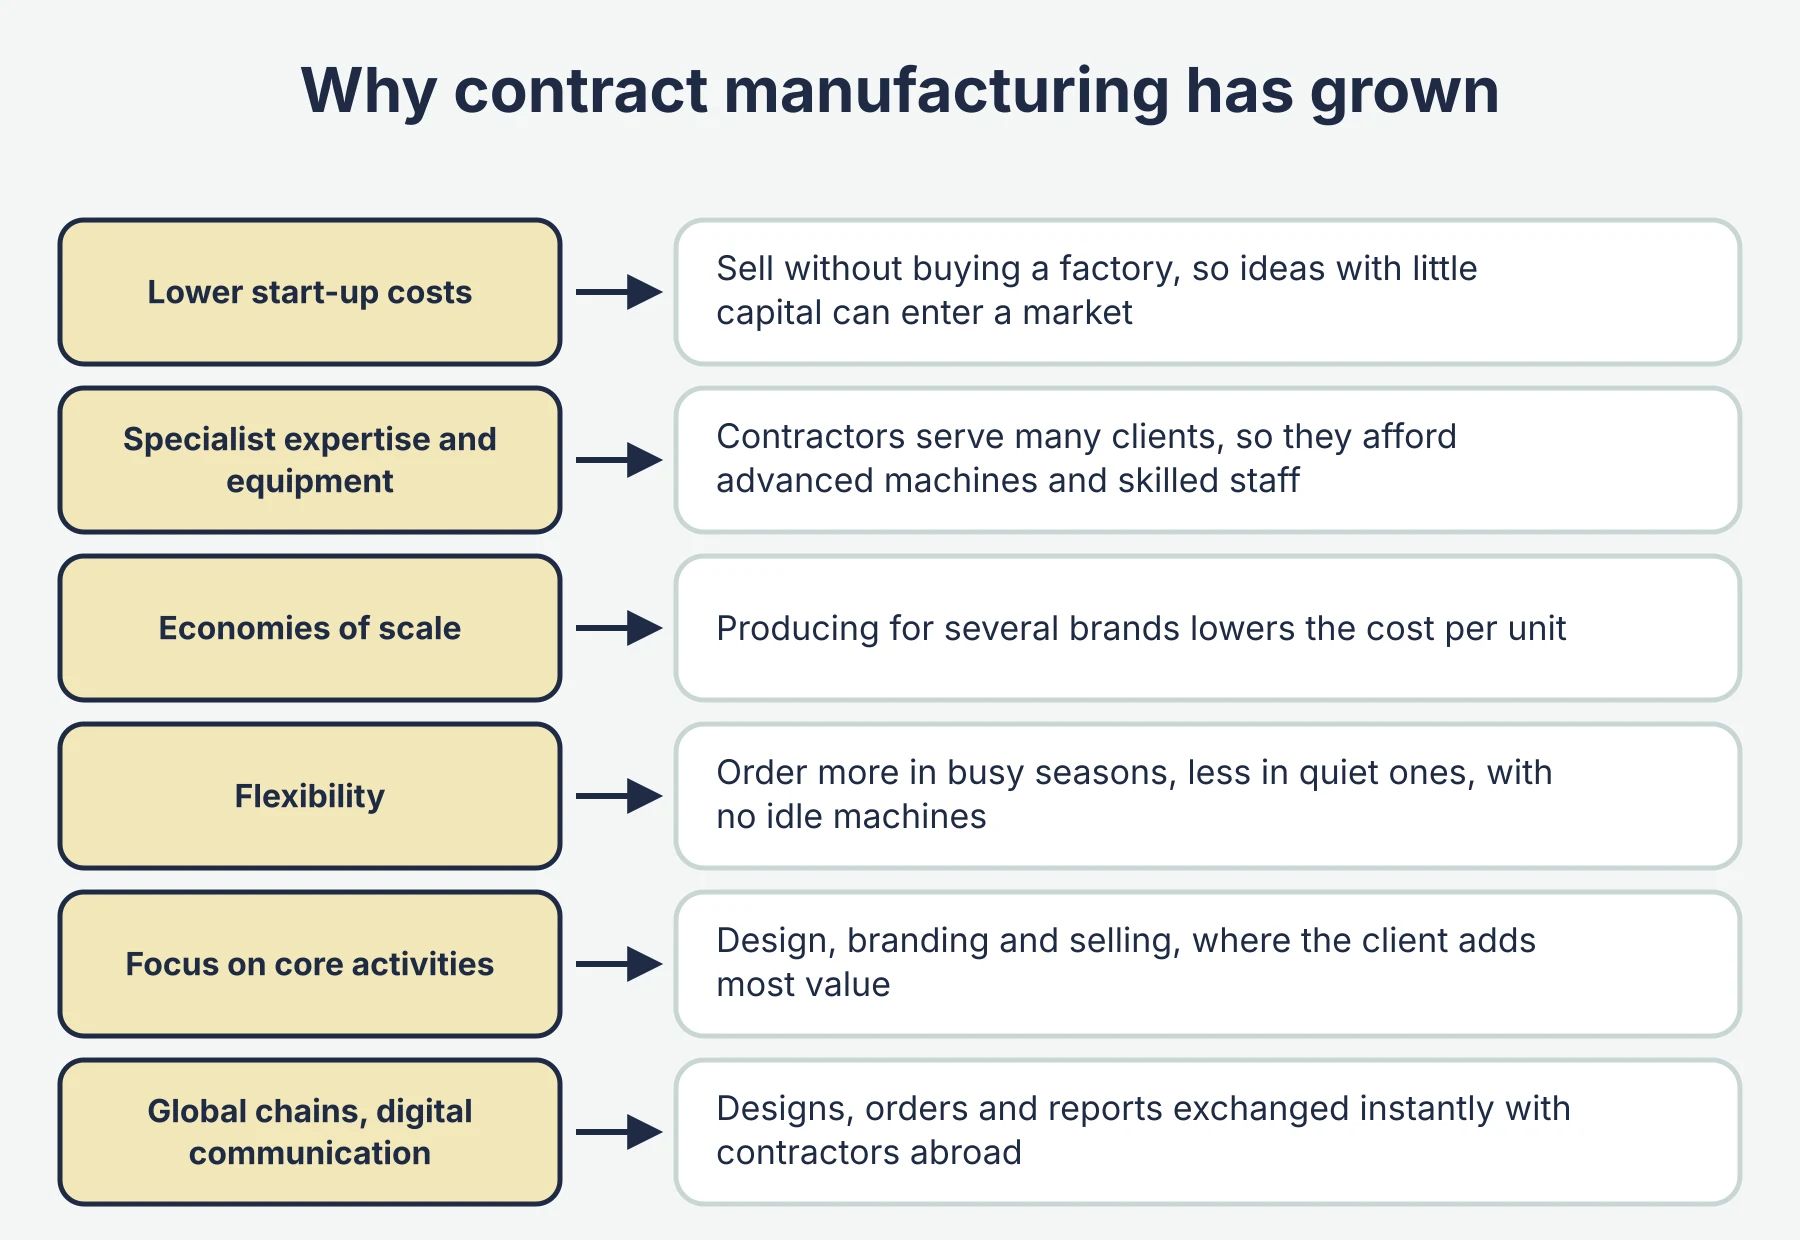 Why contract manufacturing has grown
Lower start-up costs
Sell without buying a factory, so ideas with little
capital can enter a market
Specialist expertise and
equipment
Contractors serve many clients, so they afford
advanced machines and skilled staff
Economies of scale
Producing for several brands lowers the cost per unit
Flexibility
Order more in busy seasons, less in quiet ones, with
no idle machines
Focus on core activities
Design, branding and selling, where the client adds
most value
Global chains, digital
communication
Designs, orders and reports exchanged instantly with
contractors abroad